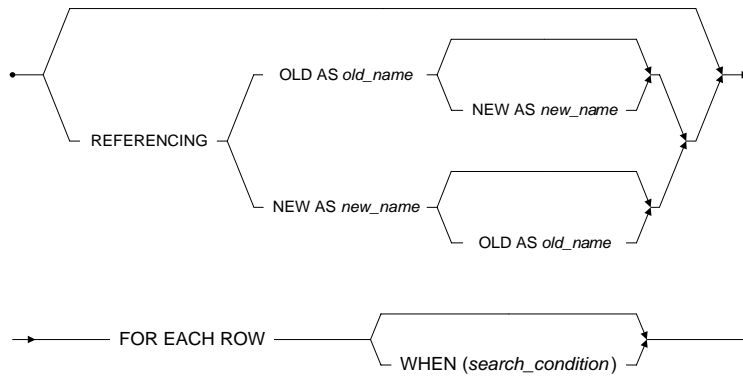 OLD AS old_name
NEW AS new_name
REFERENCING
NEW AS new_name
OLD AS old_name
FOR EACH ROW
WHEN (search_condition)